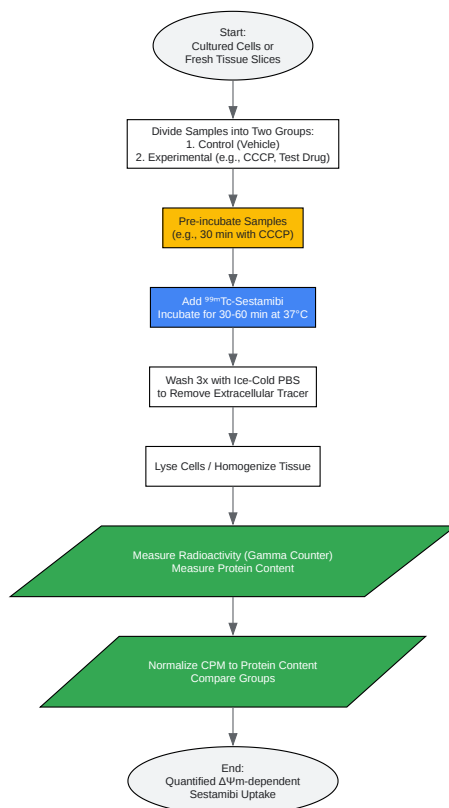 Start:
Cultured Cells or
Fresh Tissue Slices
Divide Samples into Two Groups:
1. Control (Vehicle)
2. Experimental (e.g., CCCP, Test Drug)
Pre-incubate Samples
(e.g., 30 min with CCCP)
Add ⁹⁹ᵐTc-Sestamibi
Incubate for 30-60 min at 37°C
Wash 3x with Ice-Cold PBS
to Remove Extracellular Tracer
Lyse Cells / Homogenize Tissue
Measure Radioactivity (Gamma Counter)
Measure Protein Content
Normalize CPM to Protein Content
Compare Groups
End:
Quantified ΔΨm-dependent
Sestamibi Uptake